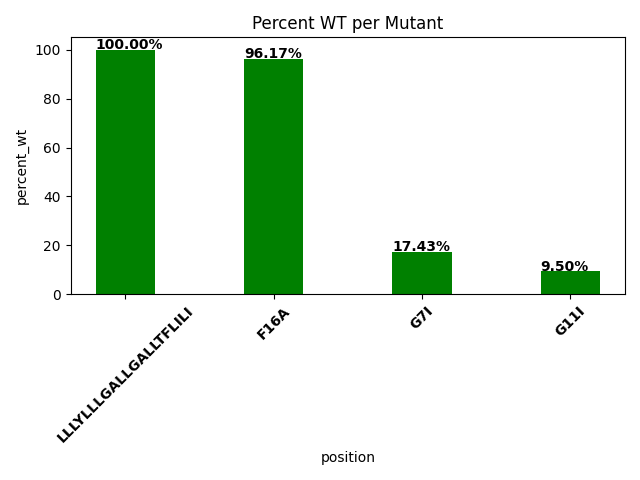 Percent WT per Mutant
percent_wt
100
80
60
40
20
0
100.00%
96.17%
17.43%
9.50%
LLLYLLLGALLGALLTFLILI
F16A
G7I
G11I
position